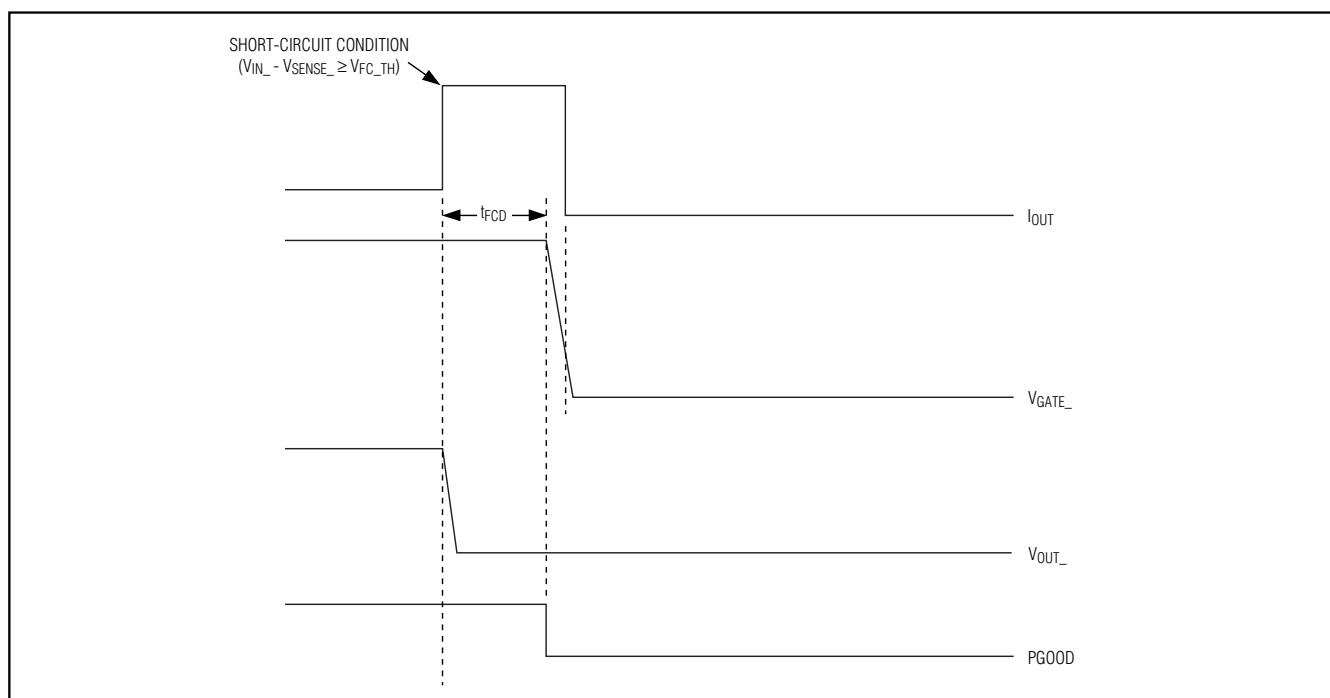 SHORT-CIRCUIT CONDITION
(VIN_ - VSENSE_ ≥ VFC_TH)
tFCD
IOUT
VGATE_
VOUT_
PGOOD